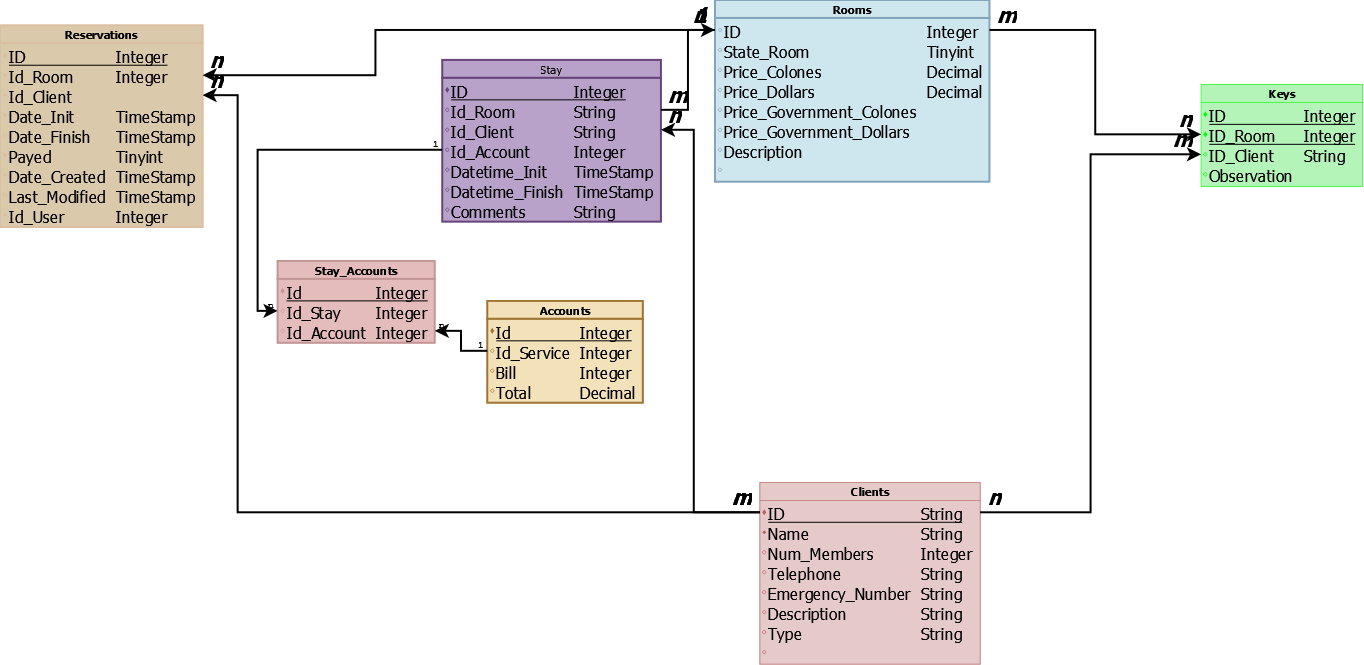 Reservations
ID Integer
Id_Room Integer
Id_Client
Date_Init TimeStamp
Date_Finish TimeStamp
Payed Tinyint
Date_Created TimeStamp
Last_Modified TimeStamp
Id_User Integer
n
n
Stay
ID Integer
Id_Room String
Id_Client String
Id_Account Integer
Datetime_Init TimeStamp
Datetime_Finish TimeStamp
Comments String
m
n
1
Rooms
ID Integer
State_Room Tinyint
Price_Colones Decimal
Price_Dollars Decimal
Price_Government_Colones
Price_Government_Dollars
Description
m
Keys
ID Integer
ID_Room Integer
ID_Client String
Observation
n
m
Stay_Accounts
Id Integer
Id_Stay Integer
Id_Account Integer
Accounts
Id Integer
Id_Service Integer
Bill Integer
Total Decimal
1
Clients
ID String
Name String
Num_Members Integer
Telephone String
Emergency_Number String
Description String
Type String
m
n